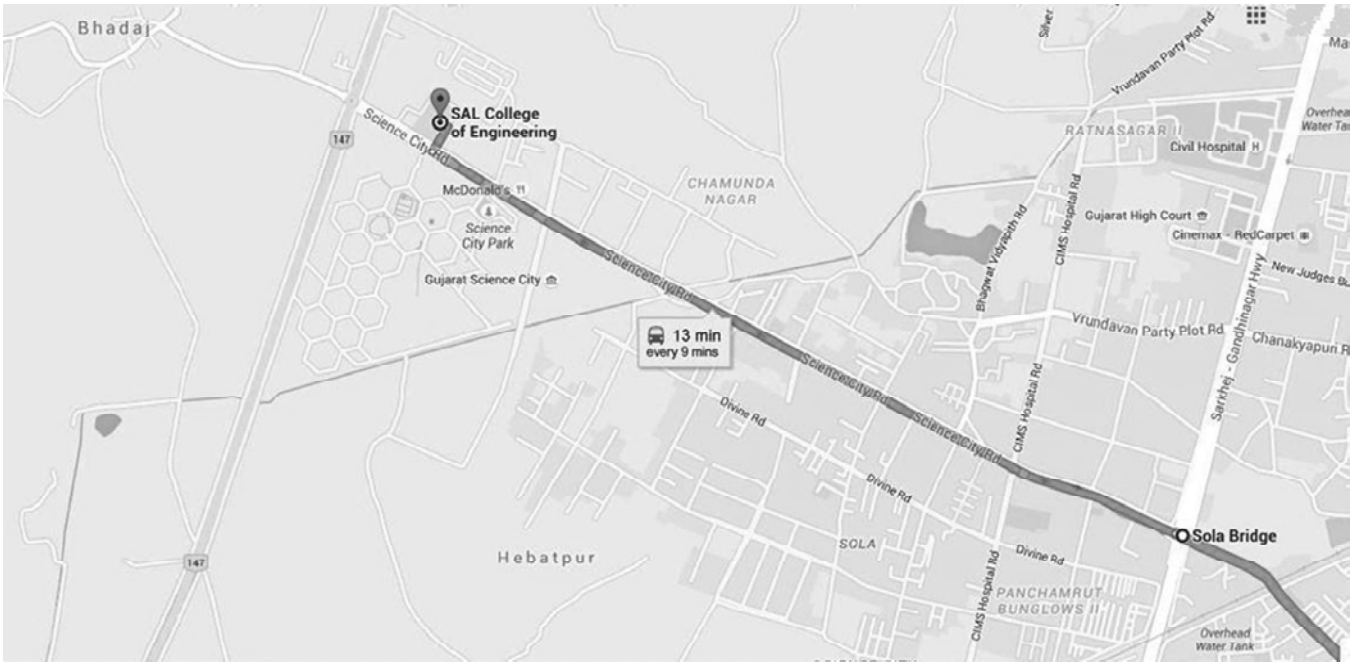 Bhadaj
147
SAL College
of Engineering
Science City Rd
McDonald's
Science
City Park
Gujarat Science City
CHAMUNDA
NAGAR
Silver
Vrundavan Party Plot Rd
RATNASAGAR II
Civil Hospital H
Overhead
Water Tank
Gujarat High Court
Cinemax - RedCarpet
New Judges
Bhagwat Vidyapith Rd
CIMS Hospital Rd
Sarkhej - Gandhinagar Hwy
Science City Rd
13 min
every 9 mins
Vrundavan Party Plot Rd
Chanakyapuri R
Science City Rd
CIMS Hospital Rd
Divine Rd
Science City Rd
Divine Rd
Sola Bridge
SOLA
Hebatpur
147
Divine Rd
CIMS Hospital Rd
PANCHAMRUT
BUNGLOWS II
Overhead
Water Tank